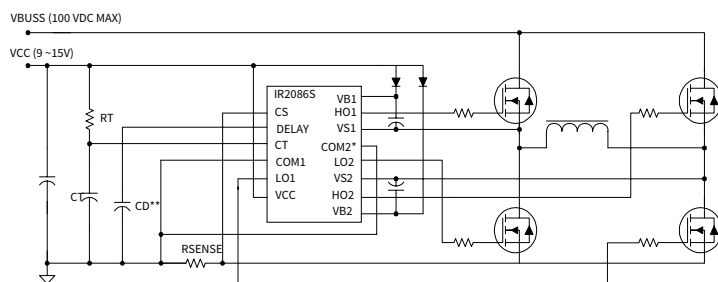 VBUSS (100 VDC MAX)
VCC (9 ~15V)
IR2086S
VB1
CS
HO1
RT
DELAY
VS1
CT
COM2*
COM1
LO2
LO1
VS2
CT
VCC
HO2
CD**
VB2
RSENSE